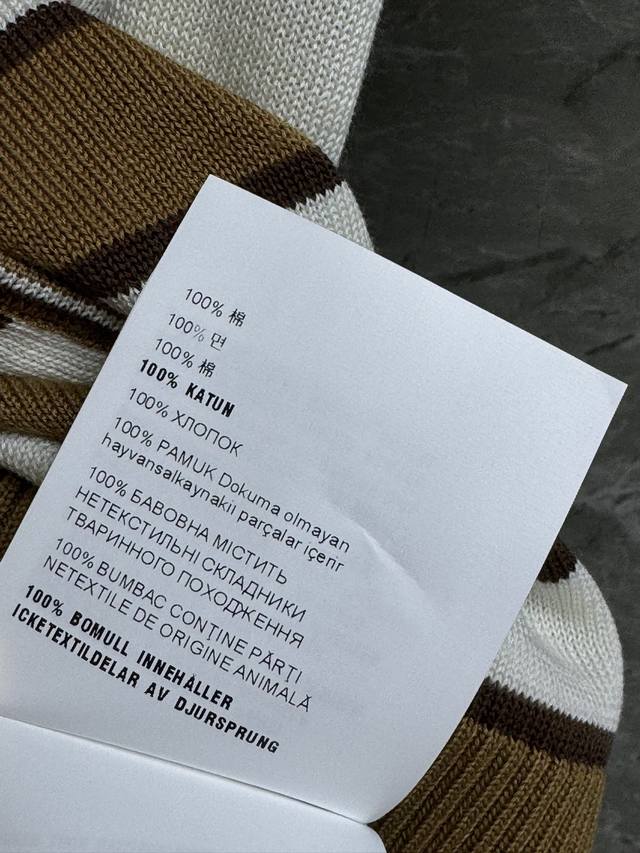 100% 棉
100% 면
100% 棉
100% KATUN
100% ХЛОПОК
100% PAMUK Dokuma olmayan
hayvansalkaynakii parçalar içerir
100% БАВОВНА МІСТИТЬ
НЕТЕКСТИЛЬНІ СКЛАДНИКИ
ТВАРИННОГО ПОХОДЖЕННЯ
100% BUMBAC CONȚINE PĂRȚI
NETEXTILE DE ORIGINE ANIMALĂ
100% BOMULL INNEHÅLLER
ICKETEXTILDELAR AV DJURSPRUNG